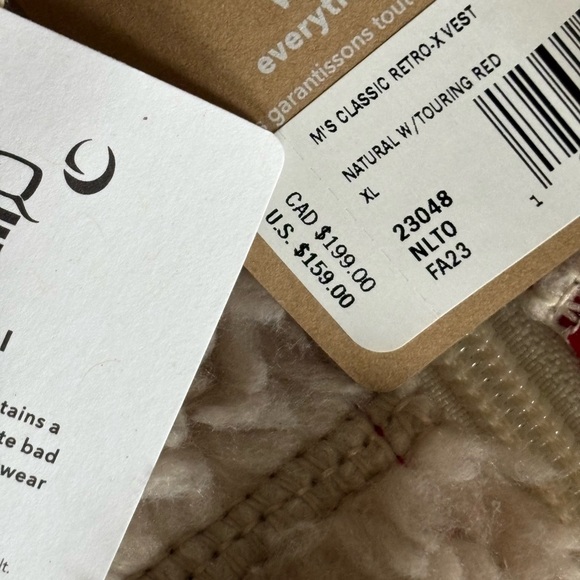 everyth
garantissons tout
M'S CLASSIC RETRO-X VEST
NATURAL W/TOURING RED
XL
23048
NLTO
FA23
CAD $199.00
U.S. $159.00
1
l
tains a
te bad
wear
lt.